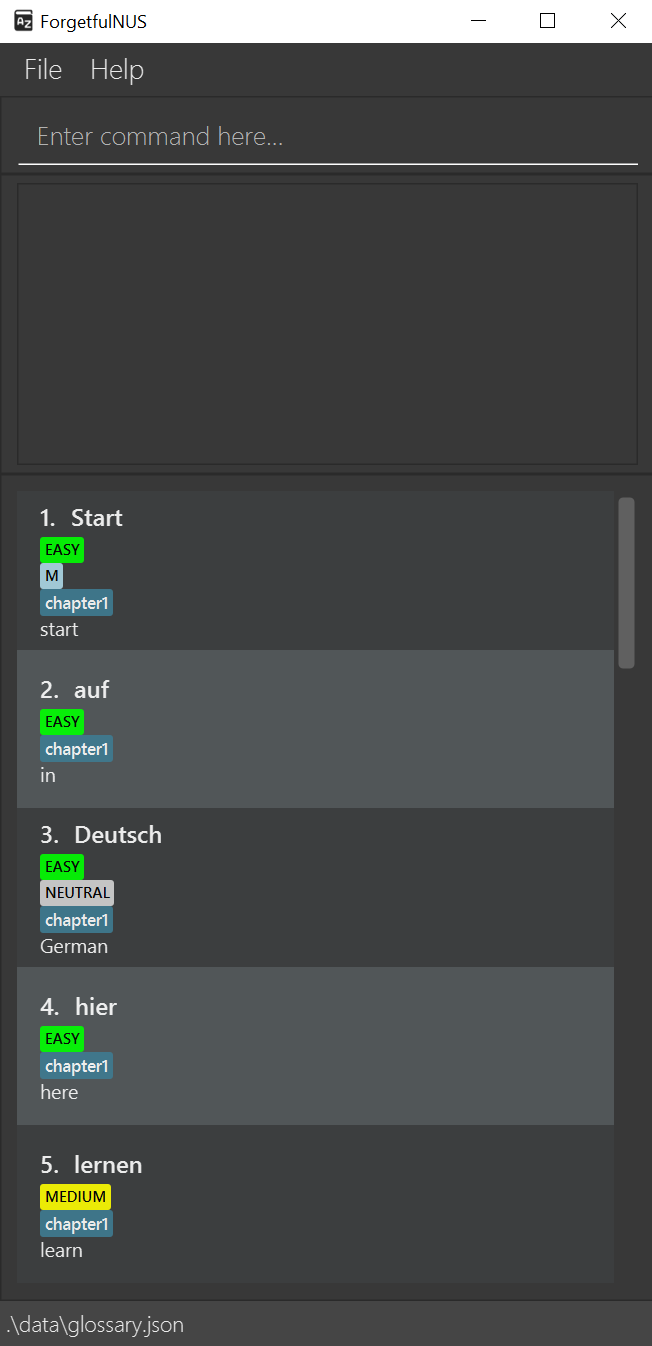 ForgetfulNUS
File Help
Enter command here...
1. Start
EASY
M
chapter1
start
2. auf
EASY
chapter1
in
3. Deutsch
EASY
NEUTRAL
chapter1
German
4. hier
EASY
chapter1
here
5. lernen
MEDIUM
chapter1
learn
.\data\glossary.json